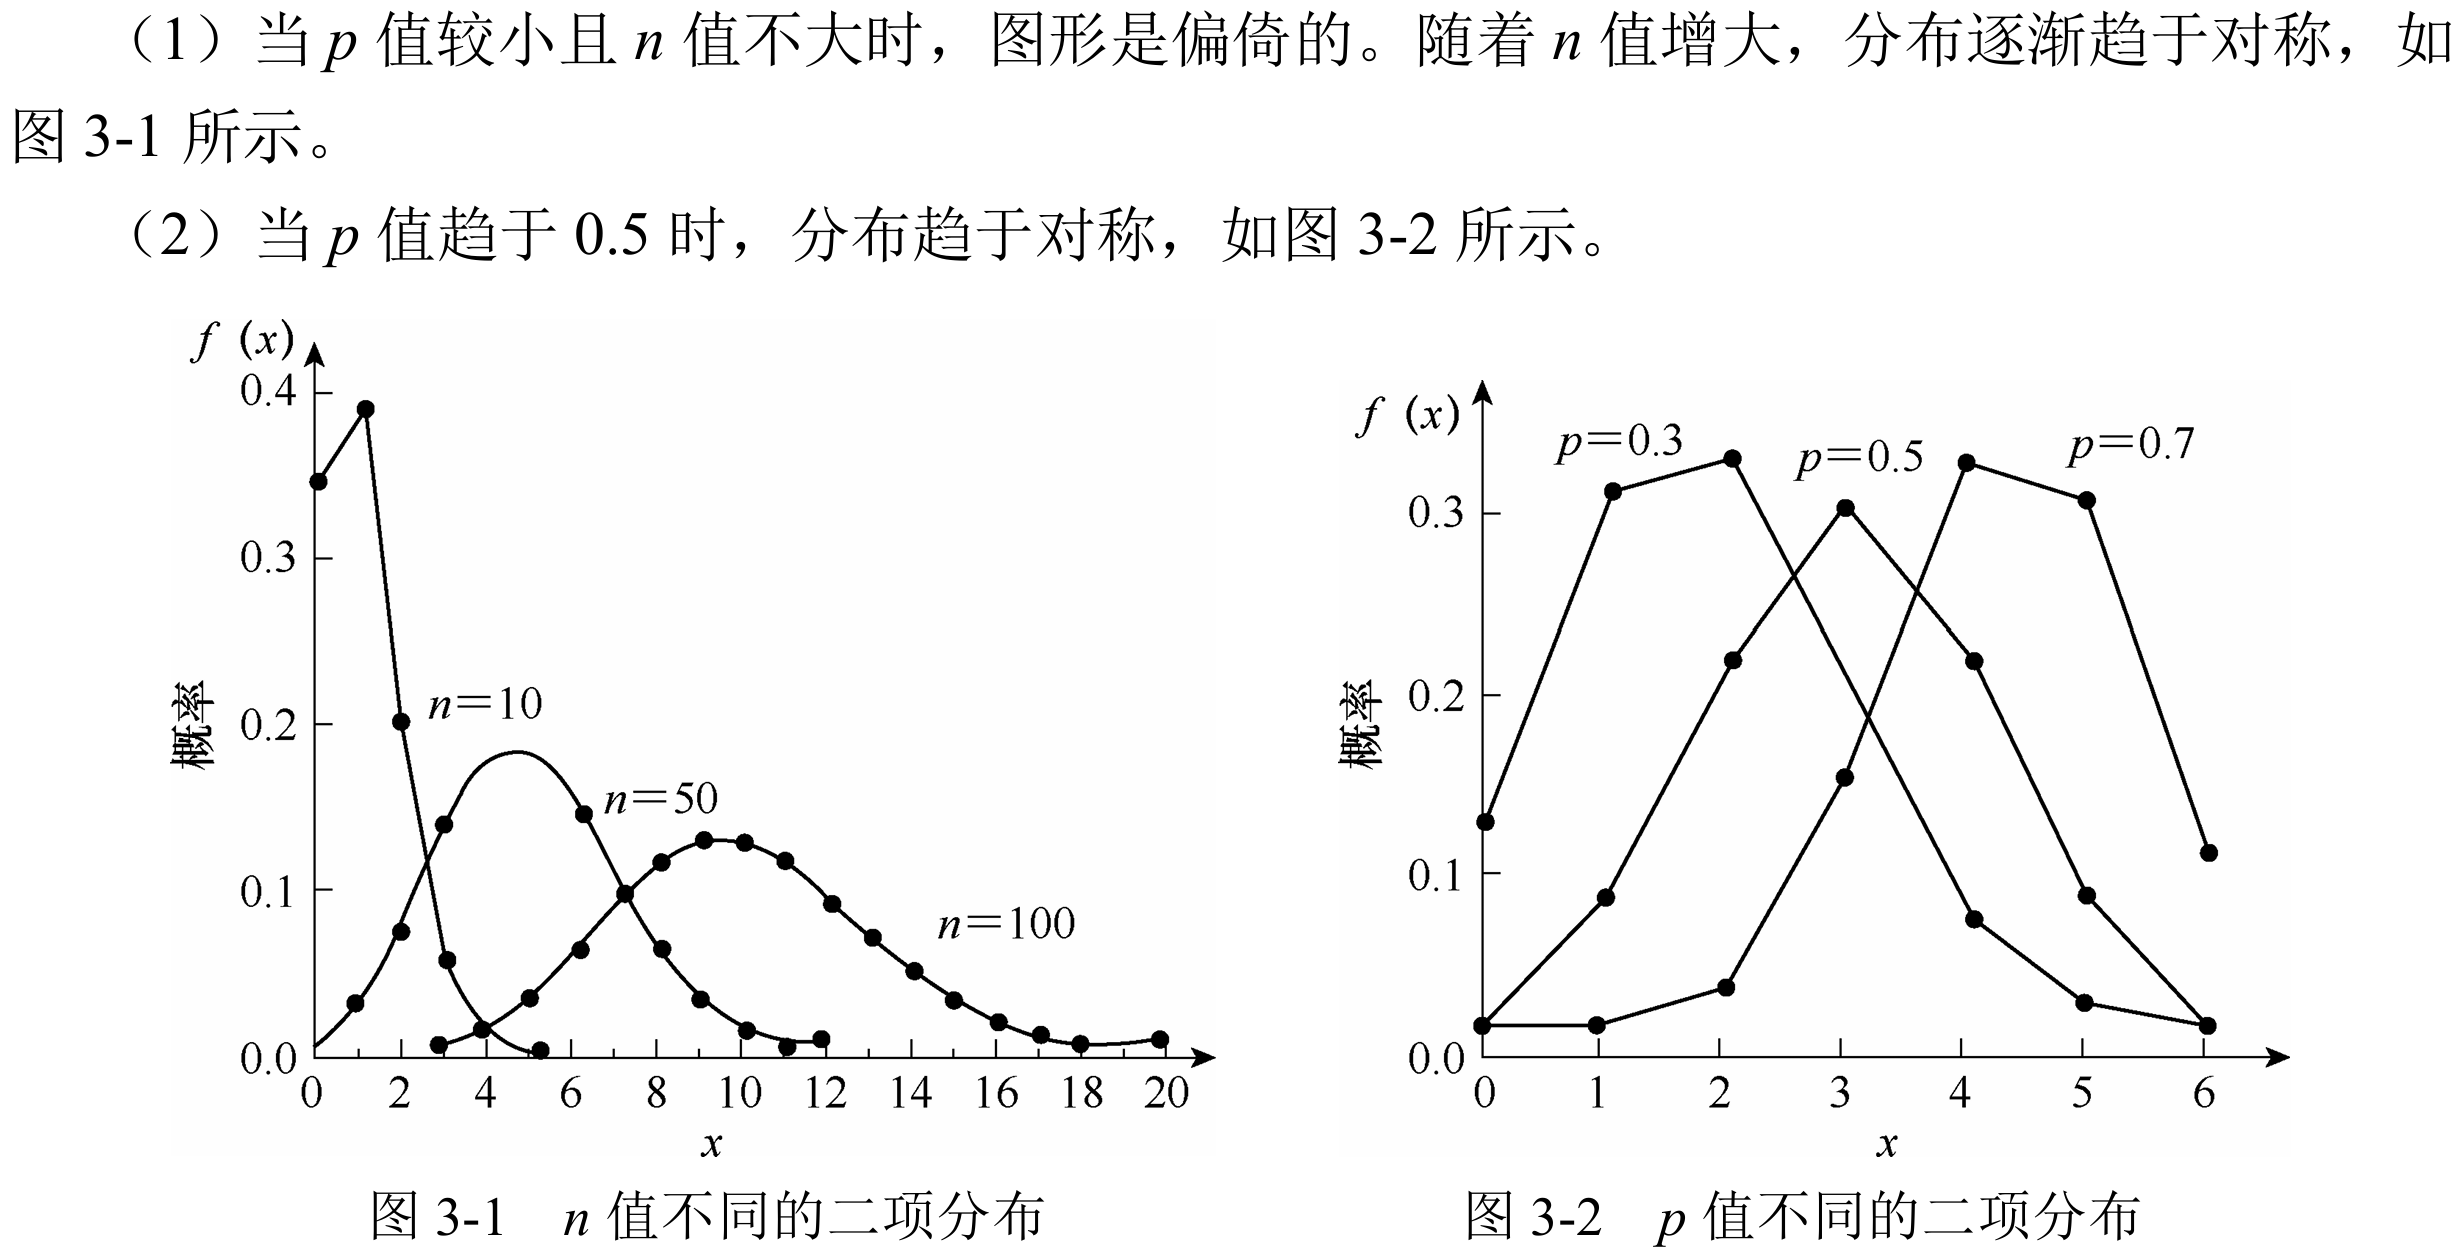 （1）当 p 值较小且 n 值不大时，图形是偏倚的。随着 n 值增大，分布逐渐趋于对称，如
图 3-1 所示。
（2）当 p 值趋于 0.5 时，分布趋于对称，如图 3-2 所示。
f (x)
0.4
0.3
0.2
0.1
0.0
概率
n=10
n=50
n=100
0 2 4 6 8 10 12 14 16 18 20
x
图 3-1 n 值不同的二项分布
f (x)
p=0.3
p=0.5
p=0.7
0.3
0.2
0.1
0.0
概率
0 1 2 3 4 5 6
x
图 3-2 p 值不同的二项分布